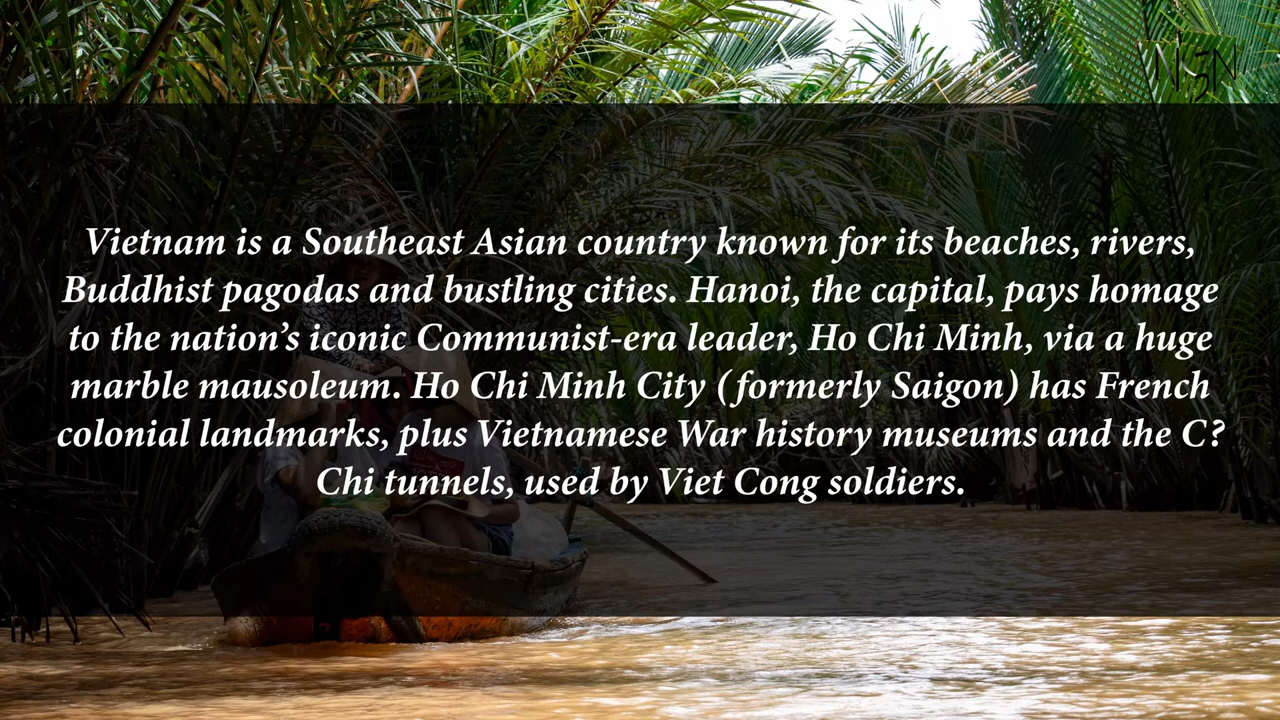 NSN
Vietnam is a Southeast Asian country known for its beaches, rivers,
Buddhist pagodas and bustling cities. Hanoi, the capital, pays homage
to the nation’s iconic Communist-era leader, Ho Chi Minh, via a huge
marble mausoleum. Ho Chi Minh City (formerly Saigon) has French
colonial landmarks, plus Vietnamese War history museums and the C?
Chi tunnels, used by Viet Cong soldiers.